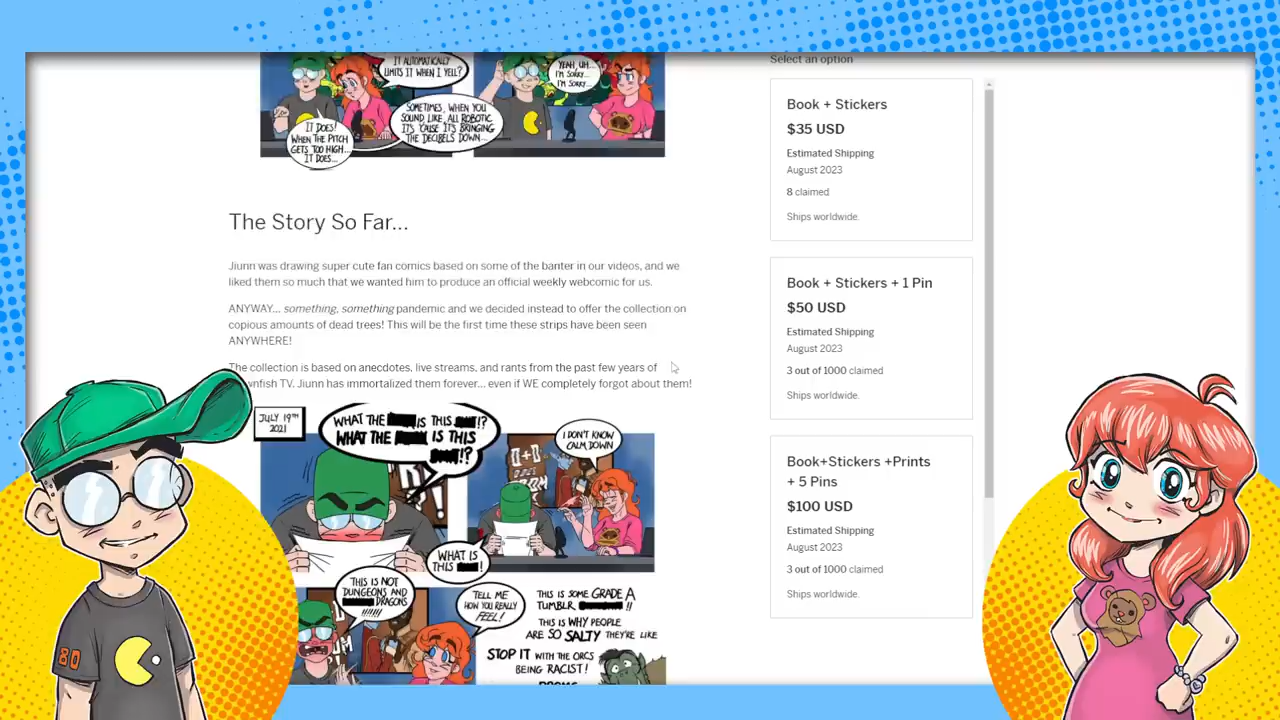 IT AUTOMATICALLY
LIMITS IT WHEN I YELL?
IT DOES!
WHEN THE PITCH
GETS TOO HIGH...
IT DOES...
SOMETIMES, WHEN YOU
SOUND LIKE, ALL ROBOTIC
IT'S 'CAUSE IT'S BRINGING
THE DECIBELS DOWN...
YEAH, UH...
I'M SORRY...
I'M SORRY...
The Story So Far...
Jiunn was drawing super cute fan comics based on some of the banter in our videos, and we
liked them so much that we wanted him to produce an official weekly webcomic for us.
ANYWAY... something, something pandemic and we decided instead to offer the collection on
copious amounts of dead trees! This will be the first time these strips have been seen
ANYWHERE!
The collection is based on anecdotes, live streams, and rants from the past few years of
wnfish TV. Jiunn has immortalized them forever... even if WE completely forgot about them!
JULY 19TH
2021
WHAT THE IS THIS !?
WHAT THE IS THIS
!?
I DON'T KNOW
CALM DOWN
WHAT IS
THIS !
THIS IS NOT
DUNGEONS AND
DRAGONS
!!!!!!
TELL ME
HOW YOU REALLY
FEEL!
THIS IS SOME GRADE A
TUMBLR !!
THIS IS WHY PEOPLE
ARE SO SALTY THEY'RE LIKE
STOP IT WITH THE ORCS
BEING RACIST!
Select an option
Book + Stickers
$35 USD
Estimated Shipping
August 2023
8 claimed
Ships worldwide.
Book + Stickers + 1 Pin
$50 USD
Estimated Shipping
August 2023
3 out of 1000 claimed
Ships worldwide.
Book+Stickers +Prints
+ 5 Pins
$100 USD
Estimated Shipping
August 2023
3 out of 1000 claimed
Ships worldwide.
80